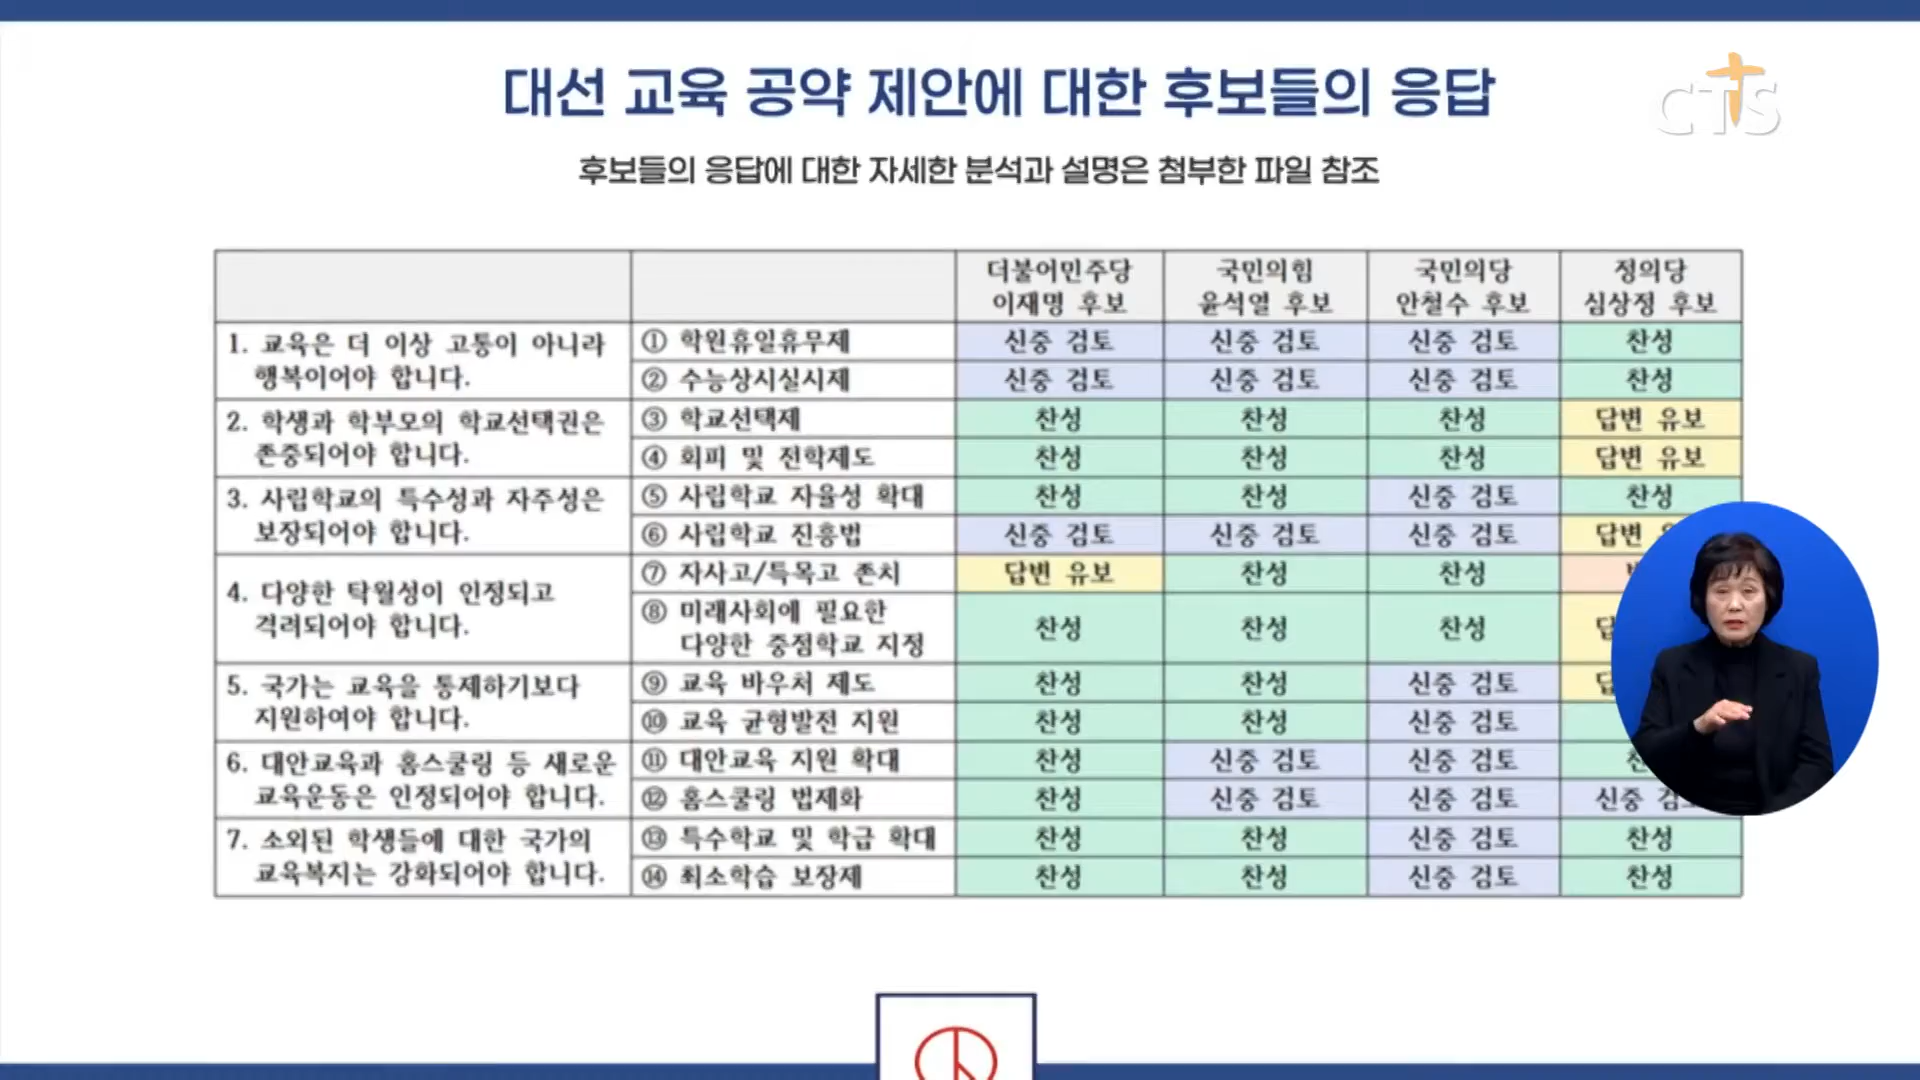 대선 교육 공약 제안에 대한 후보들의 응답
CTS
후보들의 응답에 대한 자세한 분석과 설명은 첨부한 파일 참조
더불어민주당 국민의힘 국민의당 정의당
이재명 후보 윤석열 후보 안철수 후보 심상정 후보
1. 교육은 더 이상 고통이 아니라
행복이어야 합니다.
① 학원휴일휴무제 신중 검토 신중 검토 신중 검토 찬성
② 수능상시실시제 신중 검토 신중 검토 신중 검토 찬성
2. 학생과 학부모의 학교선택권은
존중되어야 합니다.
③ 학교선택제 찬성 찬성 찬성 답변 유보
④ 회피 및 전학제도 찬성 찬성 찬성 답변 유보
3. 사립학교의 특수성과 자주성은
보장되어야 합니다.
⑤ 사립학교 자율성 확대 찬성 찬성 신중 검토 찬성
⑥ 사립학교 진흥법 신중 검토 신중 검토 신중 검토 답변
4. 다양한 탁월성이 인정되고
격려되어야 합니다.
⑦ 자사고/특목고 존치 답변 유보 찬성 찬성
⑧ 미래사회에 필요한
다양한 중점학교 지정 찬성 찬성 찬성
5. 국가는 교육을 통제하기보다
지원하여야 합니다.
⑨ 교육 바우처 제도 찬성 찬성 신중 검토
⑩ 교육 균형발전 지원 찬성 찬성 신중 검토
6. 대안교육과 홈스쿨링 등 새로운
교육운동은 인정되어야 합니다.
⑪ 대안교육 지원 확대 찬성 신중 검토 신중 검토
⑫ 홈스쿨링 법제화 찬성 신중 검토 신중 검토 신중
7. 소외된 학생들에 대한 국가의
교육복지는 강화되어야 합니다.
⑬ 특수학교 및 학급 확대 찬성 찬성 신중 검토 찬성
⑭ 최소학습 보장제 찬성 찬성 신중 검토 찬성